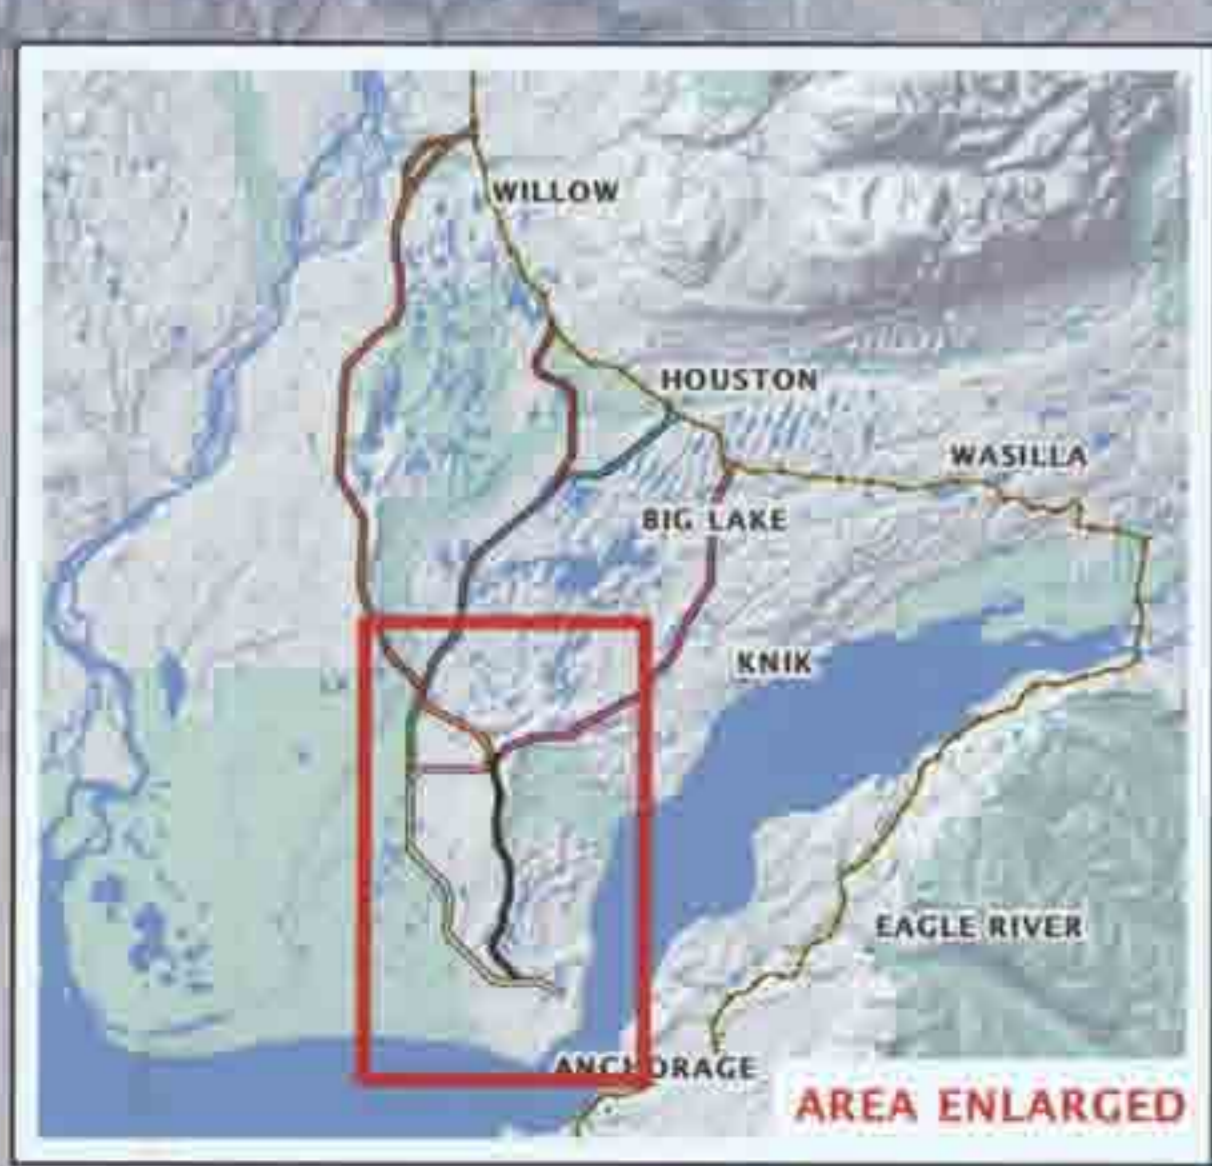 WILLOW
HOUSTON
WASILLA
BIG LAKE
KNIK
EAGLE RIVER
ANCHORAGE
AREA ENLARGED